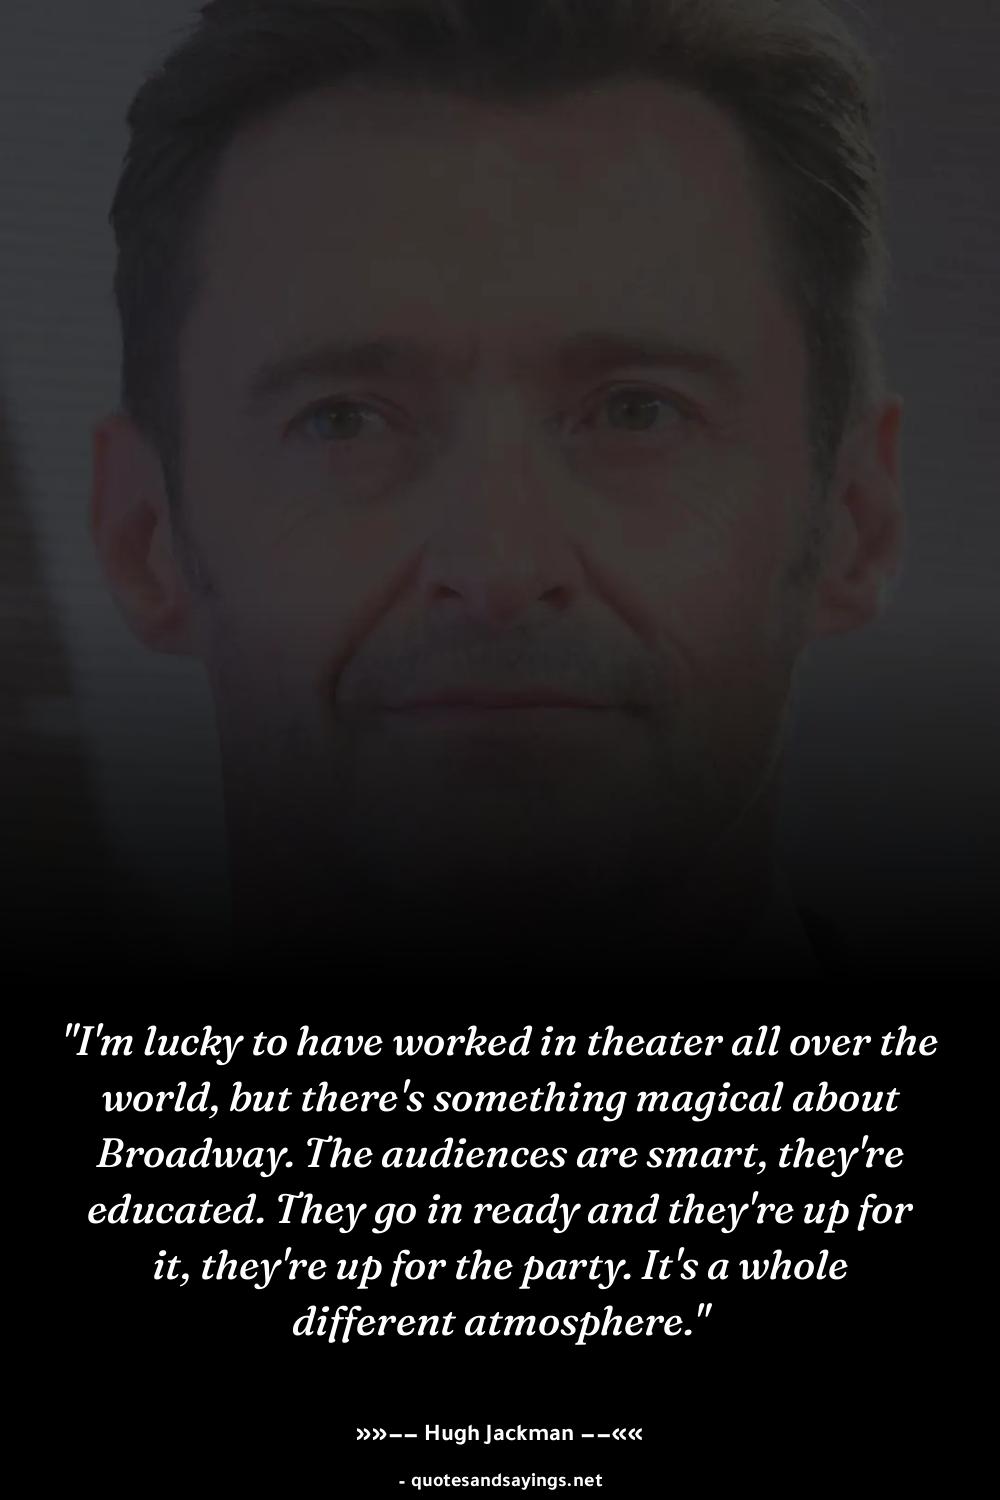 "I'm lucky to have worked in theater all over the
world, but there's something magical about
Broadway. The audiences are smart, they're
educated. They go in ready and they're up for
it, they're up for the party. It's a whole
different atmosphere."
»»−− Hugh Jackman −−««
- quotesandsayings.net